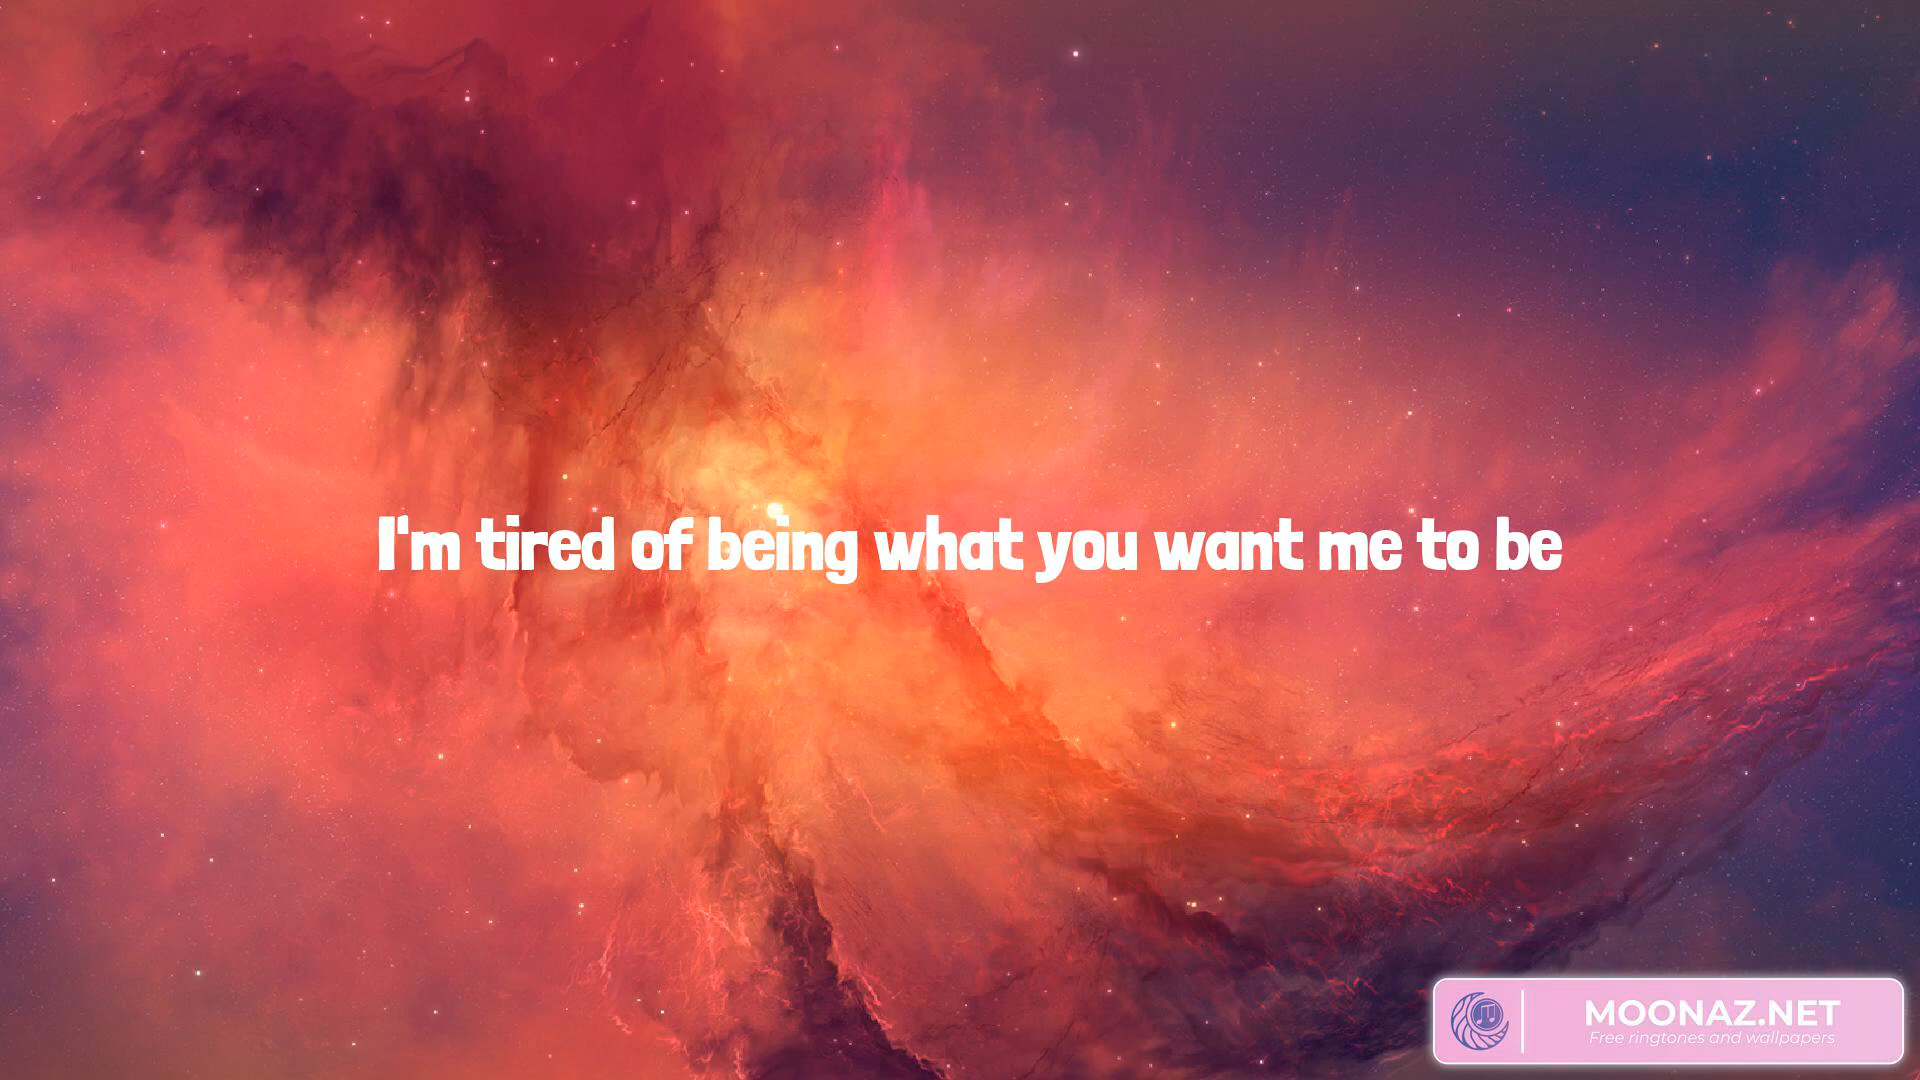 I'm tired of being what you want me to be
MOONAZ.NET
Free ringtones and wallpapers